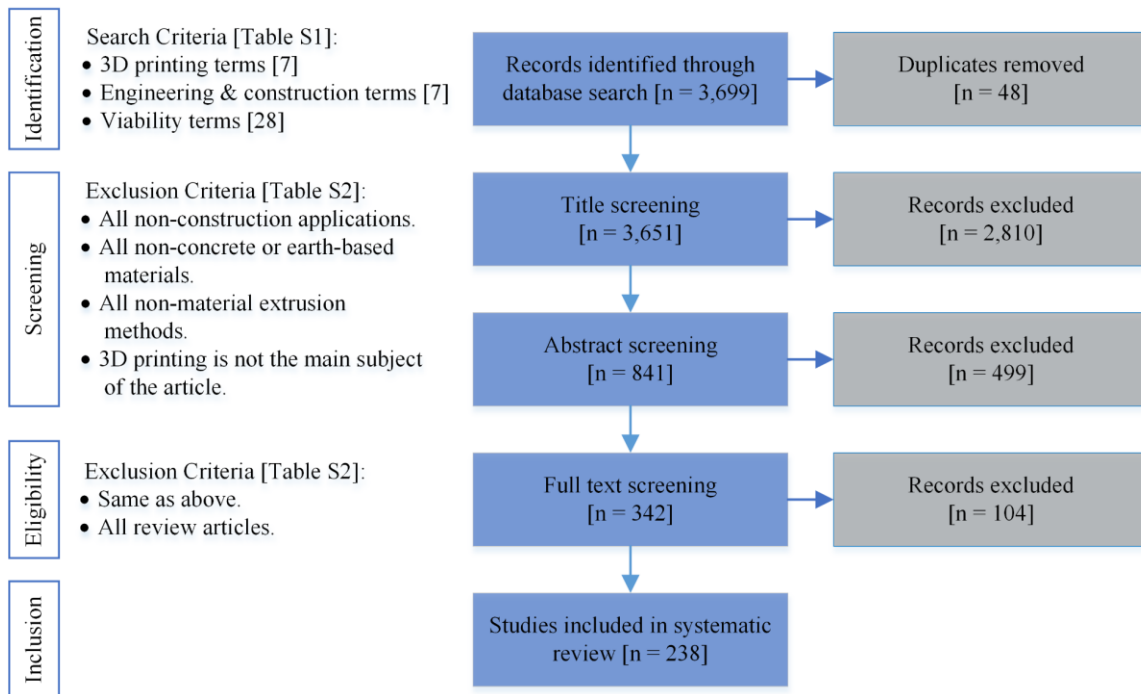 Identification
Search Criteria [Table S1]:
• 3D printing terms [7]
• Engineering & construction terms [7]
• Viability terms [28]
Records identified through
database search [n = 3,699]
Duplicates removed
[n = 48]
Screening
Exclusion Criteria [Table S2]:
• All non-construction applications.
• All non-concrete or earth-based
materials.
• All non-material extrusion
methods.
• 3D printing is not the main subject
of the article.
Title screening
[n = 3,651]
Records excluded
[n = 2,810]
Abstract screening
[n = 841]
Records excluded
[n = 499]
Eligibility
Exclusion Criteria [Table S2]:
• Same as above.
• All review articles.
Full text screening
[n = 342]
Records excluded
[n = 104]
Inclusion
Studies included in systematic
review [n = 238]